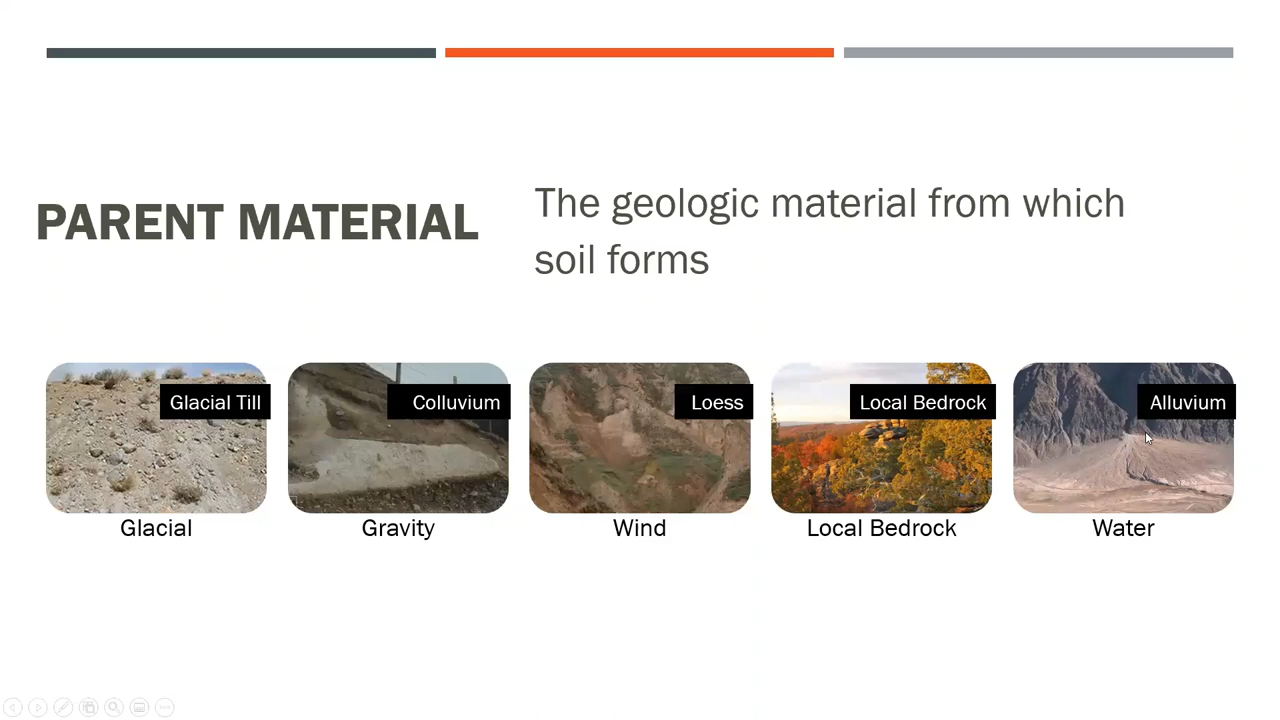 PARENT MATERIAL
The geologic material from which
soil forms
Glacial Till
Colluvium
Loess
Local Bedrock
Alluvium
Glacial
Gravity
Wind
Local Bedrock
Water